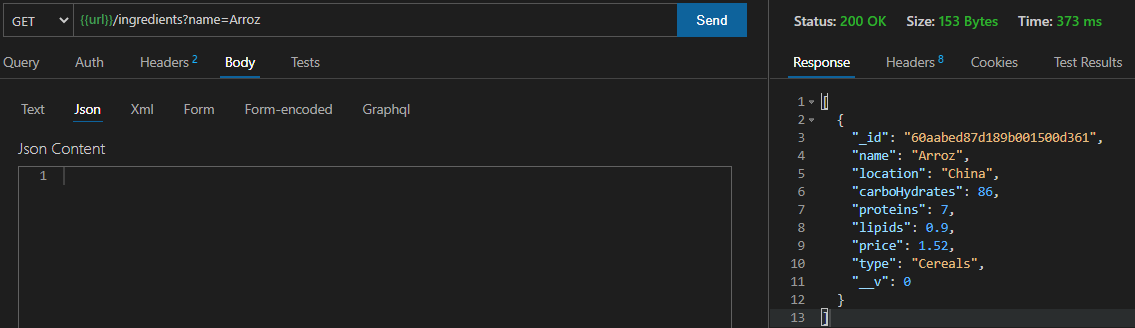 GET {{url}}/ingredients?name=Arroz Send
Query Auth Headers 2 Body Tests
Text Json Xml Form Form-encoded Graphql
Json Content
1
Status: 200 OK Size: 153 Bytes Time: 373 ms
Response Headers 8 Cookies Test Results
1 [
2 {
3 "_id": "60aabed87d189b001500d361",
4 "name": "Arroz",
5 "location": "China",
6 "carboHydrates": 86,
7 "proteins": 7,
8 "lipids": 0.9,
9 "price": 1.52,
10 "type": "Cereals",
11 "__v": 0
12 }
13 ]